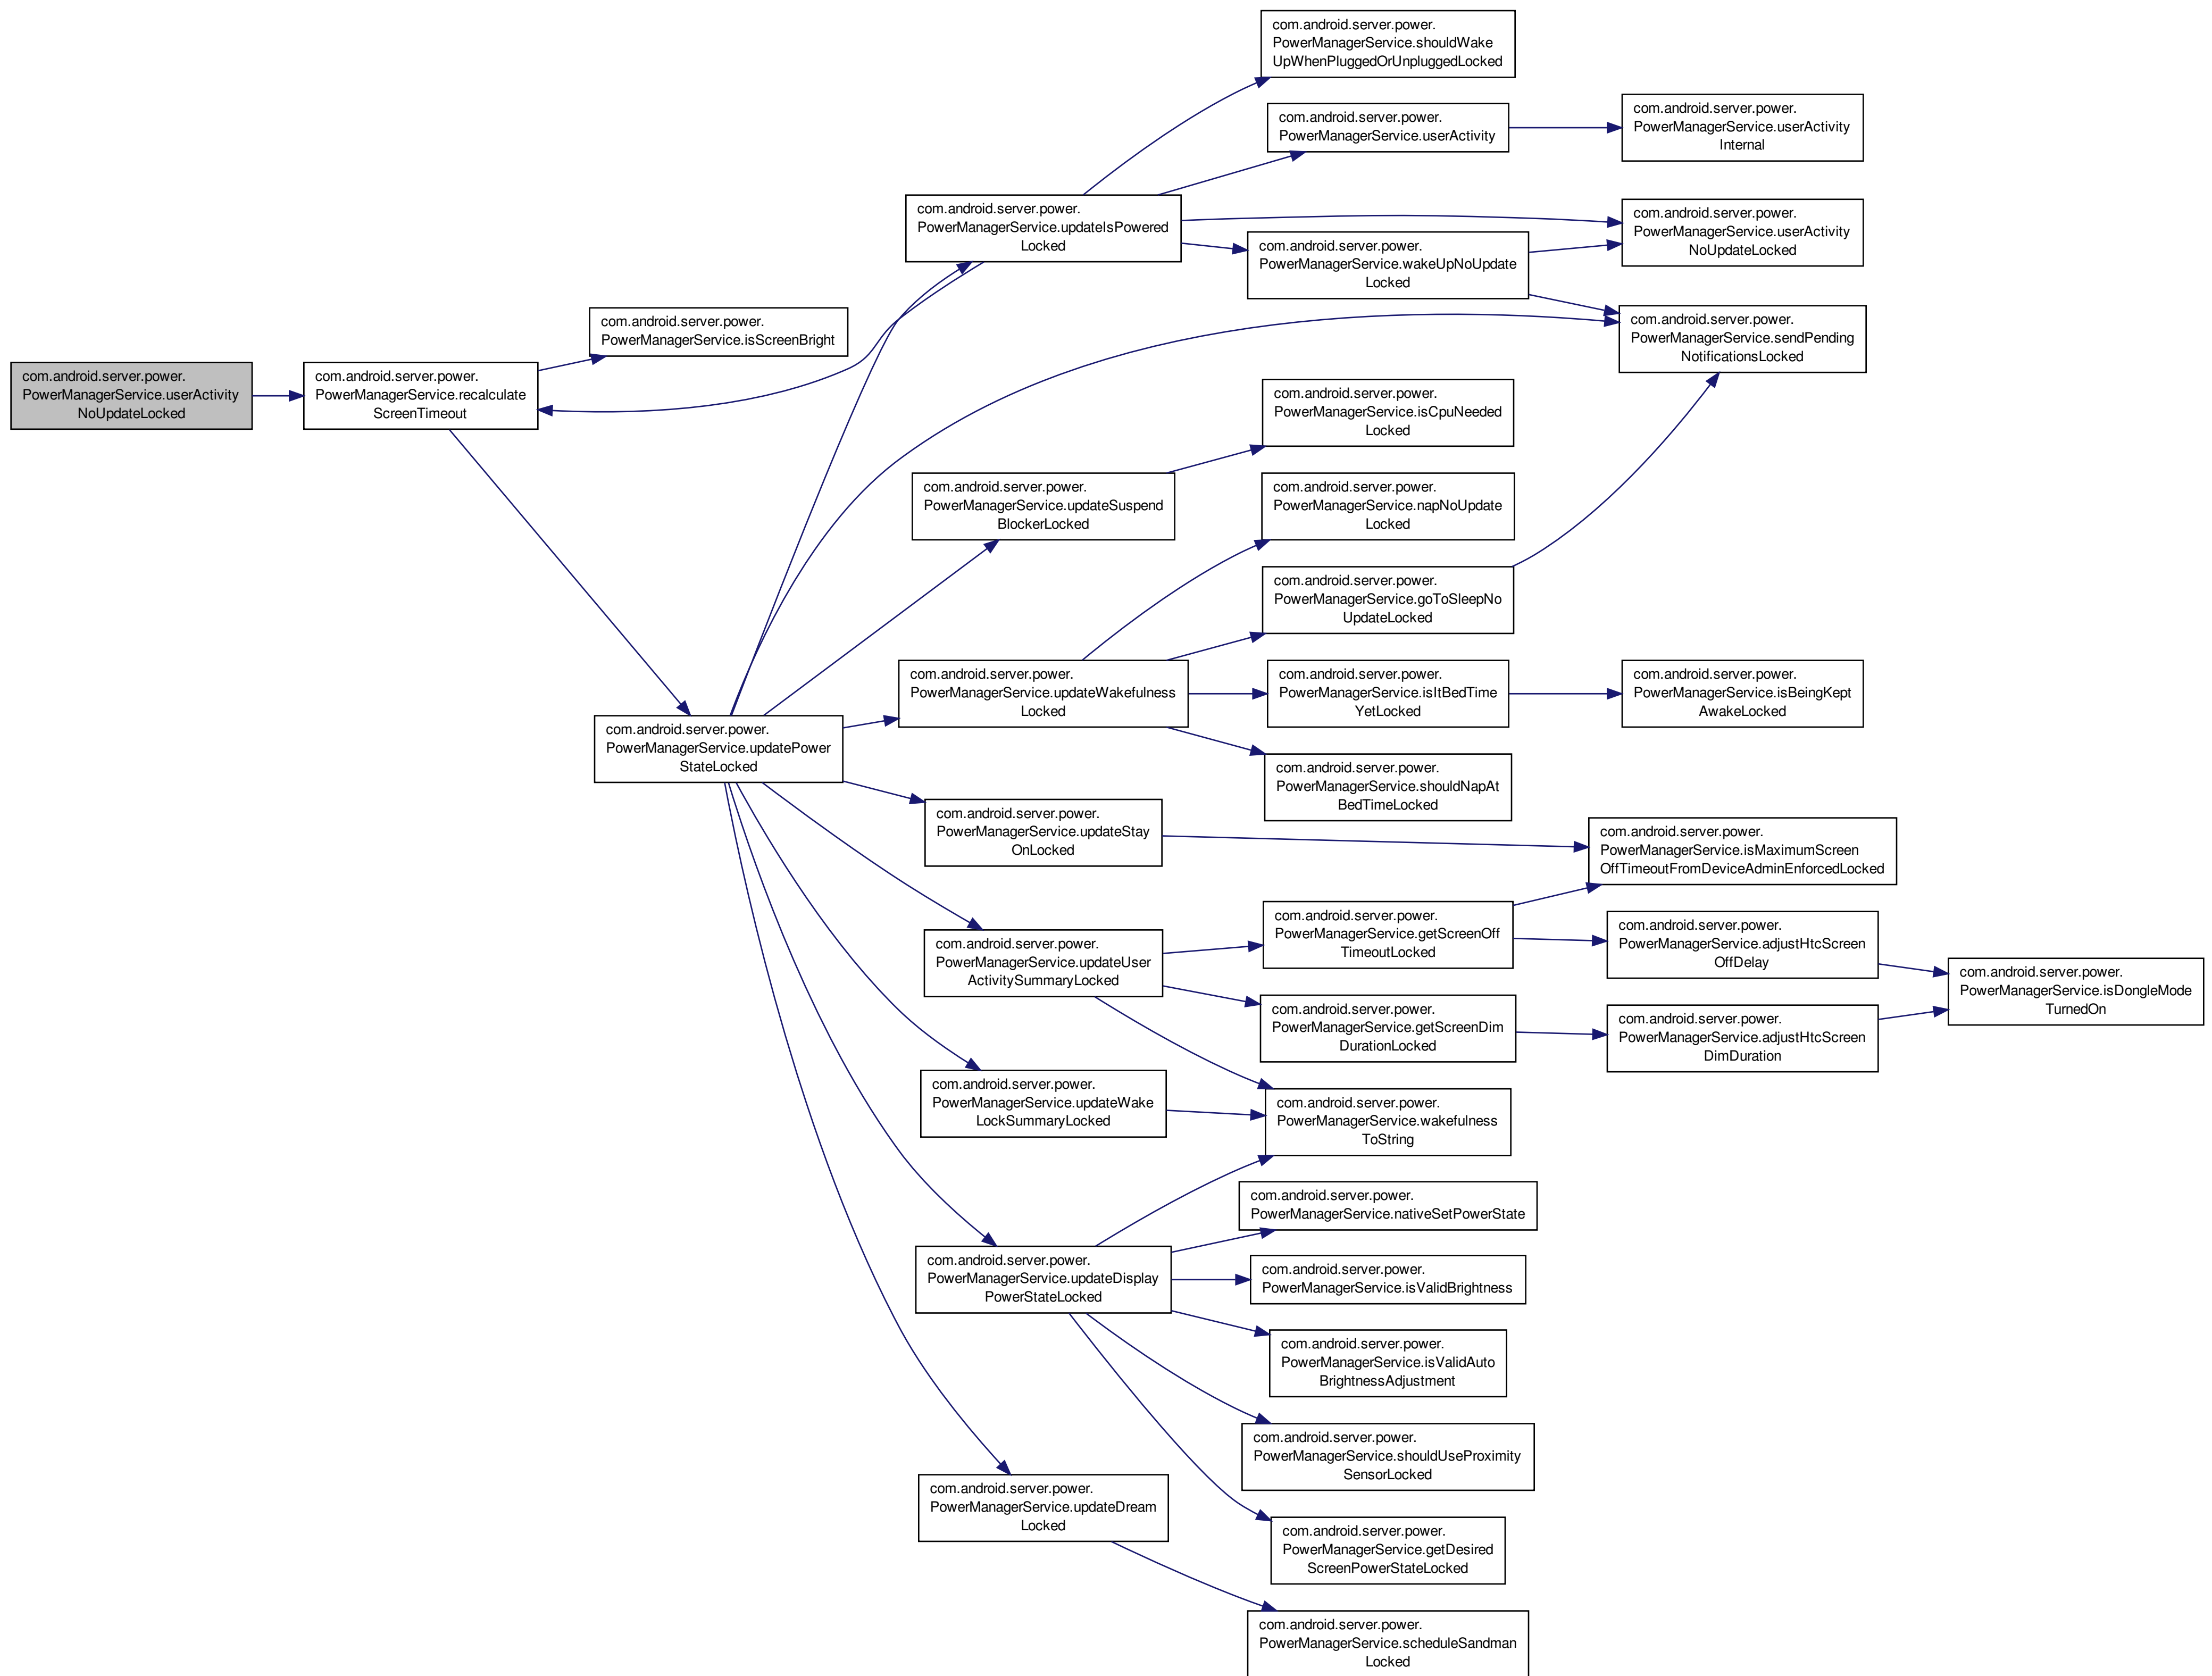 com.android.server.power.
PowerManagerService.userActivity
NoUpdateLocked
com.android.server.power.
PowerManagerService.recalculate
ScreenTimeout
com.android.server.power.
PowerManagerService.isScreenBright
com.android.server.power.
PowerManagerService.updatePower
StateLocked
com.android.server.power.
PowerManagerService.updateIsPowered
Locked
com.android.server.power.
PowerManagerService.updateSuspend
BlockerLocked
com.android.server.power.
PowerManagerService.updateWakefulness
Locked
com.android.server.power.
PowerManagerService.updateStay
OnLocked
com.android.server.power.
PowerManagerService.updateUser
ActivitySummaryLocked
com.android.server.power.
PowerManagerService.updateWake
LockSummaryLocked
com.android.server.power.
PowerManagerService.updateDisplay
PowerStateLocked
com.android.server.power.
PowerManagerService.updateDream
Locked
com.android.server.power.
PowerManagerService.shouldWake
UpWhenPluggedOrUnpluggedLocked
com.android.server.power.
PowerManagerService.userActivity
com.android.server.power.
PowerManagerService.wakeUpNoUpdate
Locked
com.android.server.power.
PowerManagerService.isCpuNeeded
Locked
com.android.server.power.
PowerManagerService.napNoUpdate
Locked
com.android.server.power.
PowerManagerService.goToSleepNo
UpdateLocked
com.android.server.power.
PowerManagerService.isItBedTime
YetLocked
com.android.server.power.
PowerManagerService.shouldNapAt
BedTimeLocked
com.android.server.power.
PowerManagerService.getScreenOff
TimeoutLocked
com.android.server.power.
PowerManagerService.getScreenDim
DurationLocked
com.android.server.power.
PowerManagerService.wakefulness
ToString
com.android.server.power.
PowerManagerService.nativeSetPowerState
com.android.server.power.
PowerManagerService.isValidBrightness
com.android.server.power.
PowerManagerService.isValidAuto
BrightnessAdjustment
com.android.server.power.
PowerManagerService.shouldUseProximity
SensorLocked
com.android.server.power.
PowerManagerService.getDesired
ScreenPowerStateLocked
com.android.server.power.
PowerManagerService.scheduleSandman
Locked
com.android.server.power.
PowerManagerService.userActivity
Internal
com.android.server.power.
PowerManagerService.userActivity
NoUpdateLocked
com.android.server.power.
PowerManagerService.sendPending
NotificationsLocked
com.android.server.power.
PowerManagerService.isBeingKept
AwakeLocked
com.android.server.power.
PowerManagerService.isMaximumScreen
OffTimeoutFromDeviceAdminEnforcedLocked
com.android.server.power.
PowerManagerService.adjustHtcScreen
OffDelay
com.android.server.power.
PowerManagerService.adjustHtcScreen
DimDuration
com.android.server.power.
PowerManagerService.isDongleMode
TurnedOn